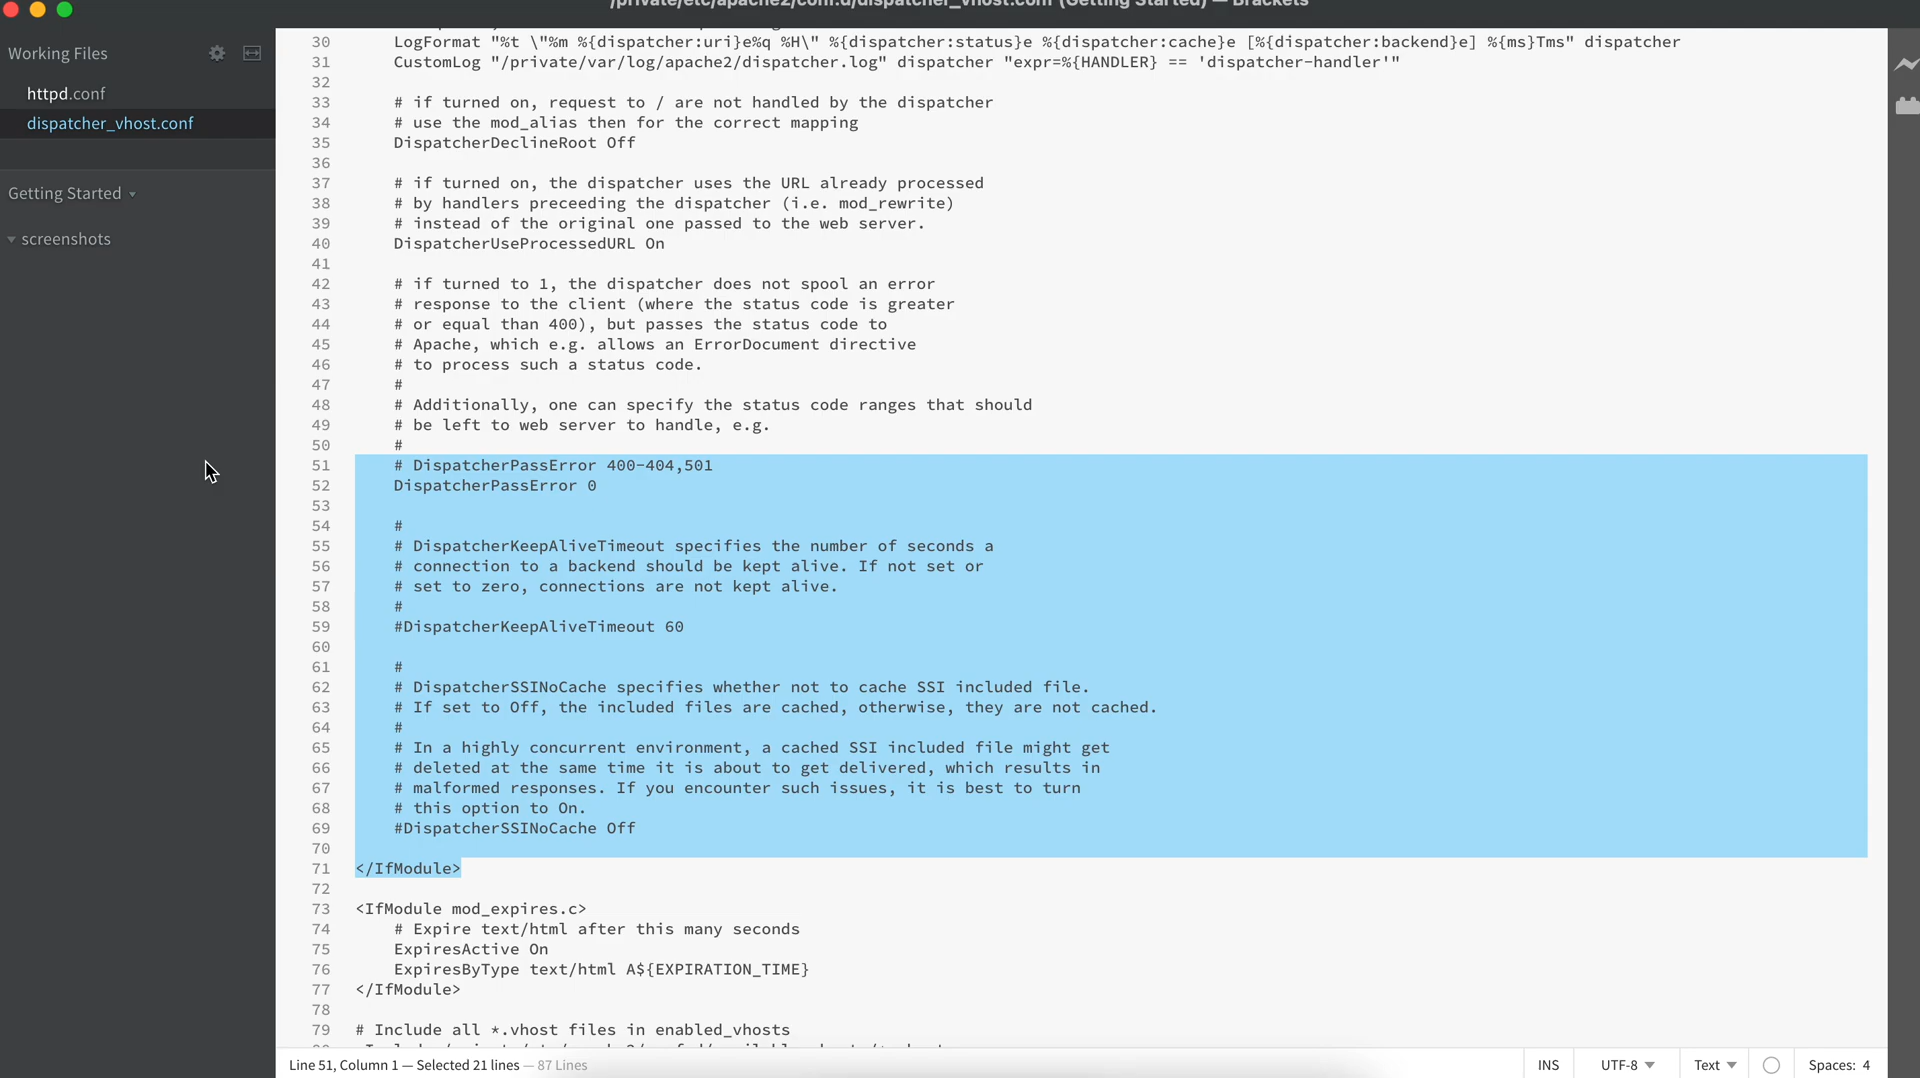 /private/etc/apache2/conf.d/dispatcher_vhost.conf (Getting Started) — Brackets
Working Files
httpd.conf
dispatcher_vhost.conf
Getting Started
screenshots
30 LogFormat "%t \"%m %{dispatcher:uri}e%q %H\" %{dispatcher:status}e %{dispatcher:cache}e [%{dispatcher:backend}e] %{ms}Tms" dispatcher
31 CustomLog "/private/var/log/apache2/dispatcher.log" dispatcher "expr=%{HANDLER} == 'dispatcher-handler'"
32
33 # if turned on, request to / are not handled by the dispatcher
34 # use the mod_alias then for the correct mapping
35 DispatcherDeclineRoot Off
36
37 # if turned on, the dispatcher uses the URL already processed
38 # by handlers preceeding the dispatcher (i.e. mod_rewrite)
39 # instead of the original one passed to the web server.
40 DispatcherUseProcessedURL On
41
42 # if turned to 1, the dispatcher does not spool an error
43 # response to the client (where the status code is greater
44 # or equal than 400), but passes the status code to
45 # Apache, which e.g. allows an ErrorDocument directive
46 # to process such a status code.
47 #
48 # Additionally, one can specify the status code ranges that should
49 # be left to web server to handle, e.g.
50 #
51 # DispatcherPassError 400-404,501
52 DispatcherPassError 0
53
54 #
55 # DispatcherKeepAliveTimeout specifies the number of seconds a
56 # connection to a backend should be kept alive. If not set or
57 # set to zero, connections are not kept alive.
58 #
59 #DispatcherKeepAliveTimeout 60
60
61 #
62 # DispatcherSSINoCache specifies whether not to cache SSI included file.
63 # If set to Off, the included files are cached, otherwise, they are not cached.
64 #
65 # In a highly concurrent environment, a cached SSI included file might get
66 # deleted at the same time it is about to get delivered, which results in
67 # malformed responses. If you encounter such issues, it is best to turn
68 # this option to On.
69 #DispatcherSSINoCache Off
70
71 </IfModule>
72
73 <IfModule mod_expires.c>
74 # Expire text/html after this many seconds
75 ExpiresActive On
76 ExpiresByType text/html A${EXPIRATION_TIME}
77 </IfModule>
78
79 # Include all *.vhost files in enabled_vhosts
Line 51, Column 1 — Selected 21 lines — 87 Lines
INS
UTF-8
Text
Spaces: 4